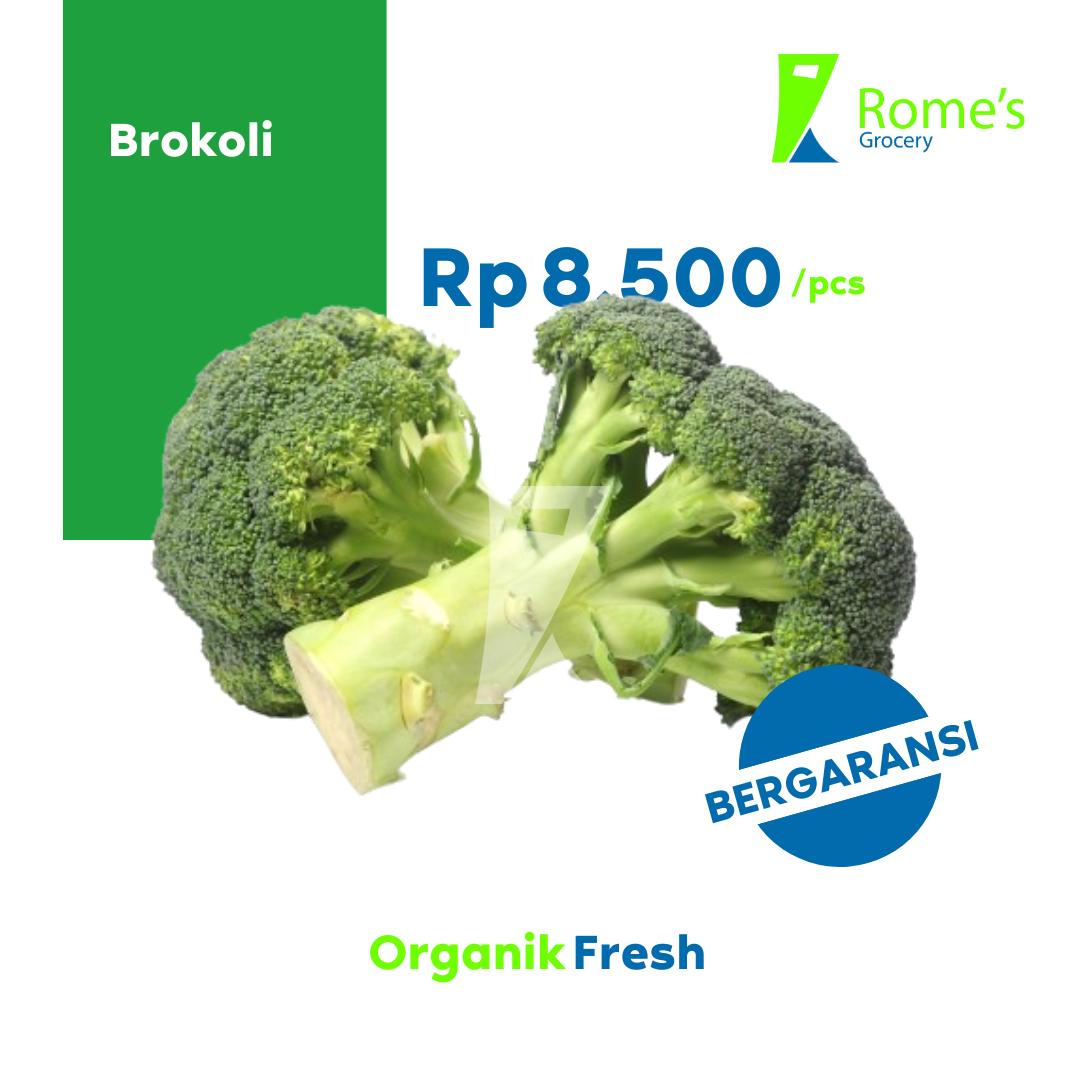 Brokoli
Rome's
Grocery
Rp 8.500 /pcs
BERGARANSI
Organik Fresh